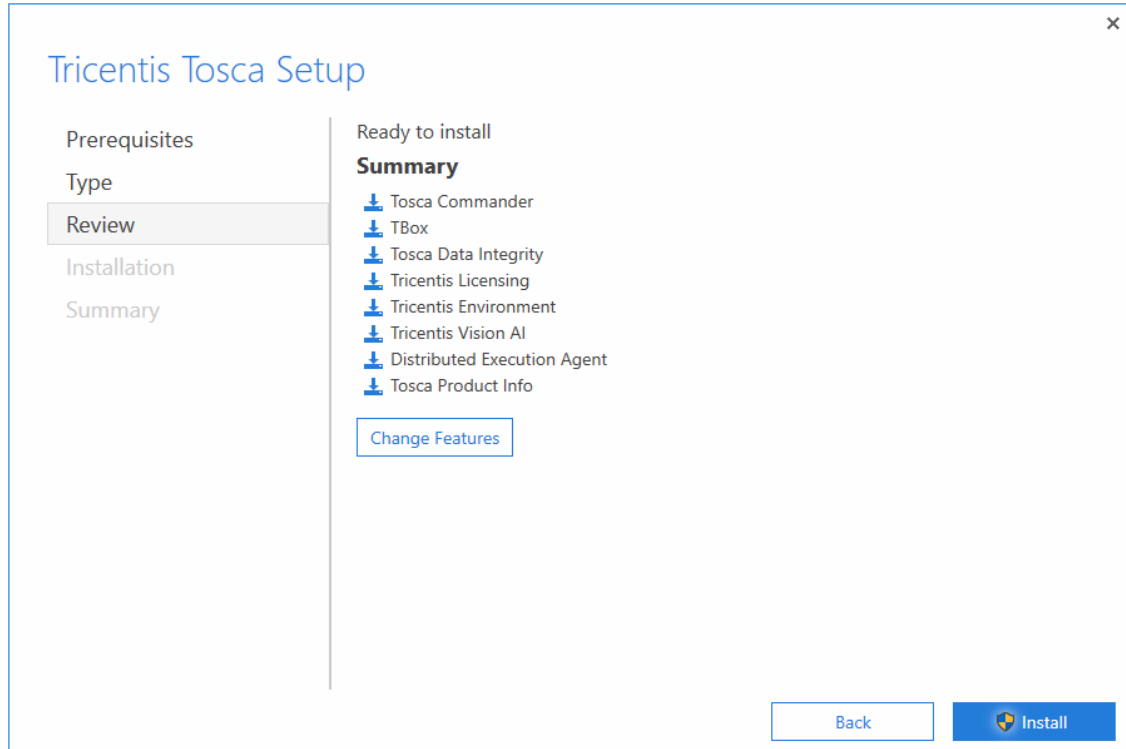 Tricentis Tosca Setup
Prerequisites
Type
Review
Installation
Summary
Ready to install
Summary
Tosca Commander
TBox
Tosca Data Integrity
Tricentis Licensing
Tricentis Environment
Tricentis Vision AI
Distributed Execution Agent
Tosca Product Info
Change Features
Back
Install